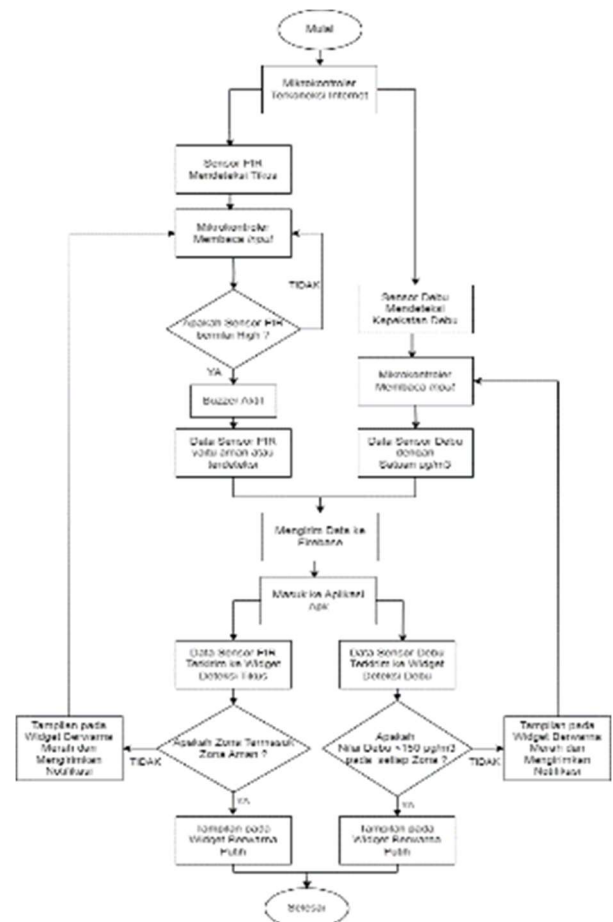 Mulai
Mikrokontroler
Terkoneksi Internet
Sensor PIR
Mendeteksi Tikus
Mikrokontroler
Membaca Input
TIDAK
Apakah Sensor PIR
bernilai High ?
YA
Buzzer Aktif
Data Sensor PIR
yaitu aman atau
terdeteksi
Sensor Debu
Mendeteksi
Kepekatan Debu
Mikrokontroler
Membaca Input
Data Sensor Debu
dengan
Satuan µg/m3
Mengirim Data ke
Firebase
Masuk ke Aplikasi
Apk
Data Sensor PIR
Terkirim ke Widget
Deteksi Tikus
Data Sensor Debu
Terkirim ke Widget
Deteksi Debu
Tampilan pada
Widget Berwarna
Merah dan
Mengirimkan
Notifikasi
TIDAK
Apakah Zona Termasuk
Zona Aman ?
YA
Apakah
Nilai Debu <150 µg/m3
pada setiap Zona ?
TIDAK
YA
Tampilan pada
Widget Berwarna
Merah dan
Mengirimkan
Notifikasi
Tampilan pada
Widget Berwarna
Putih
Tampilan pada
Widget Berwarna
Putih
Selesai